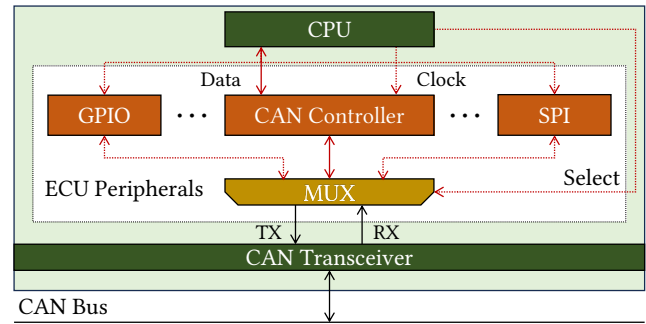 CPU
Data
Clock
GPIO
...
CAN Controller
...
SPI
ECU Peripherals
MUX
Select
TX
RX
CAN Transceiver
CAN Bus